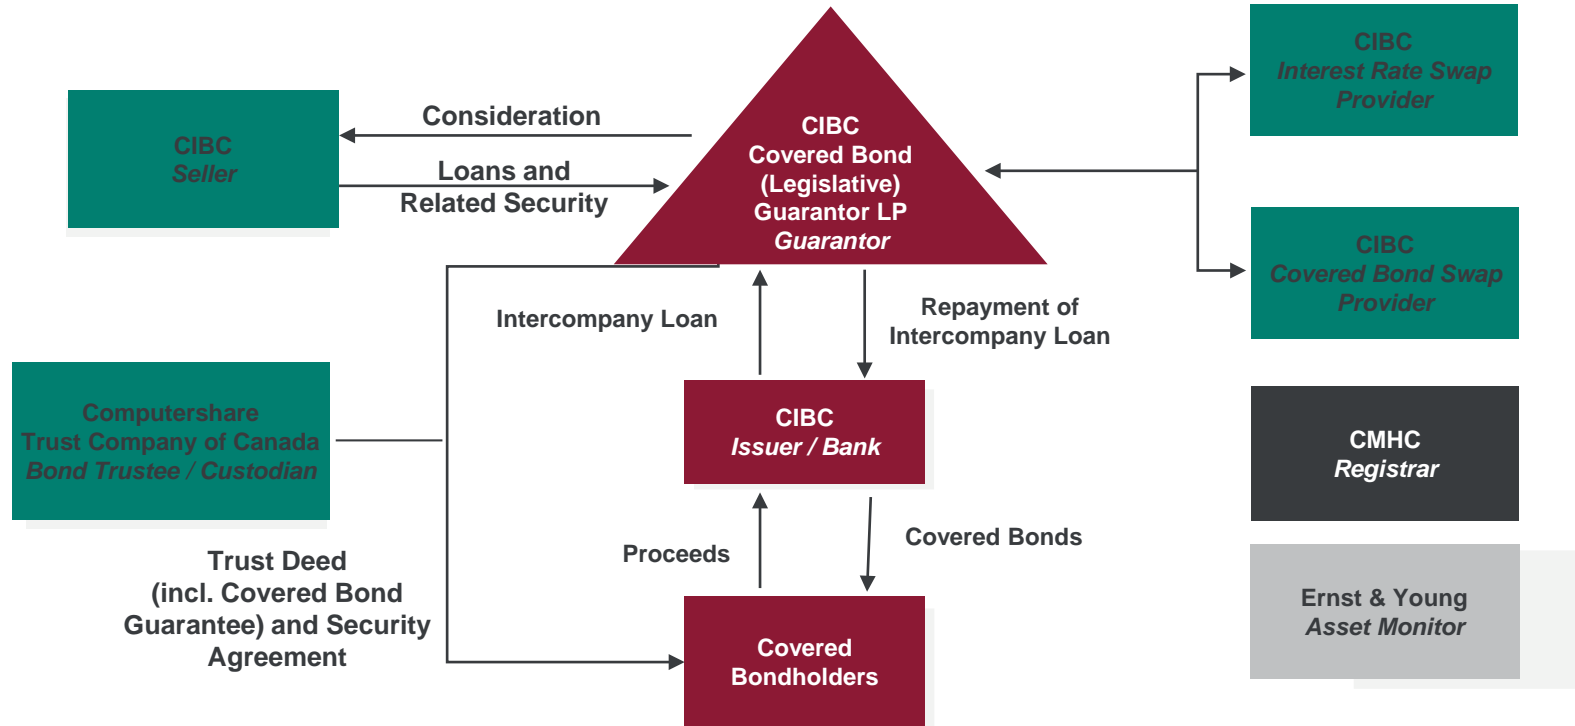 CIBC
Interest Rate Swap
Provider
CIBC
Seller
Consideration
Loans and
Related Security
CIBC
Covered Bond
(Legislative)
Guarantor LP
Guarantor
CIBC
Covered Bond Swap
Provider
Intercompany Loan
Repayment of
Intercompany Loan
Computershare
Trust Company of Canada
Bond Trustee / Custodian
CIBC
Issuer / Bank
CMHC
Registrar
Trust Deed
(incl. Covered Bond
Guarantee) and Security
Agreement
Proceeds
Covered Bonds
Ernst & Young
Asset Monitor
Covered
Bondholders